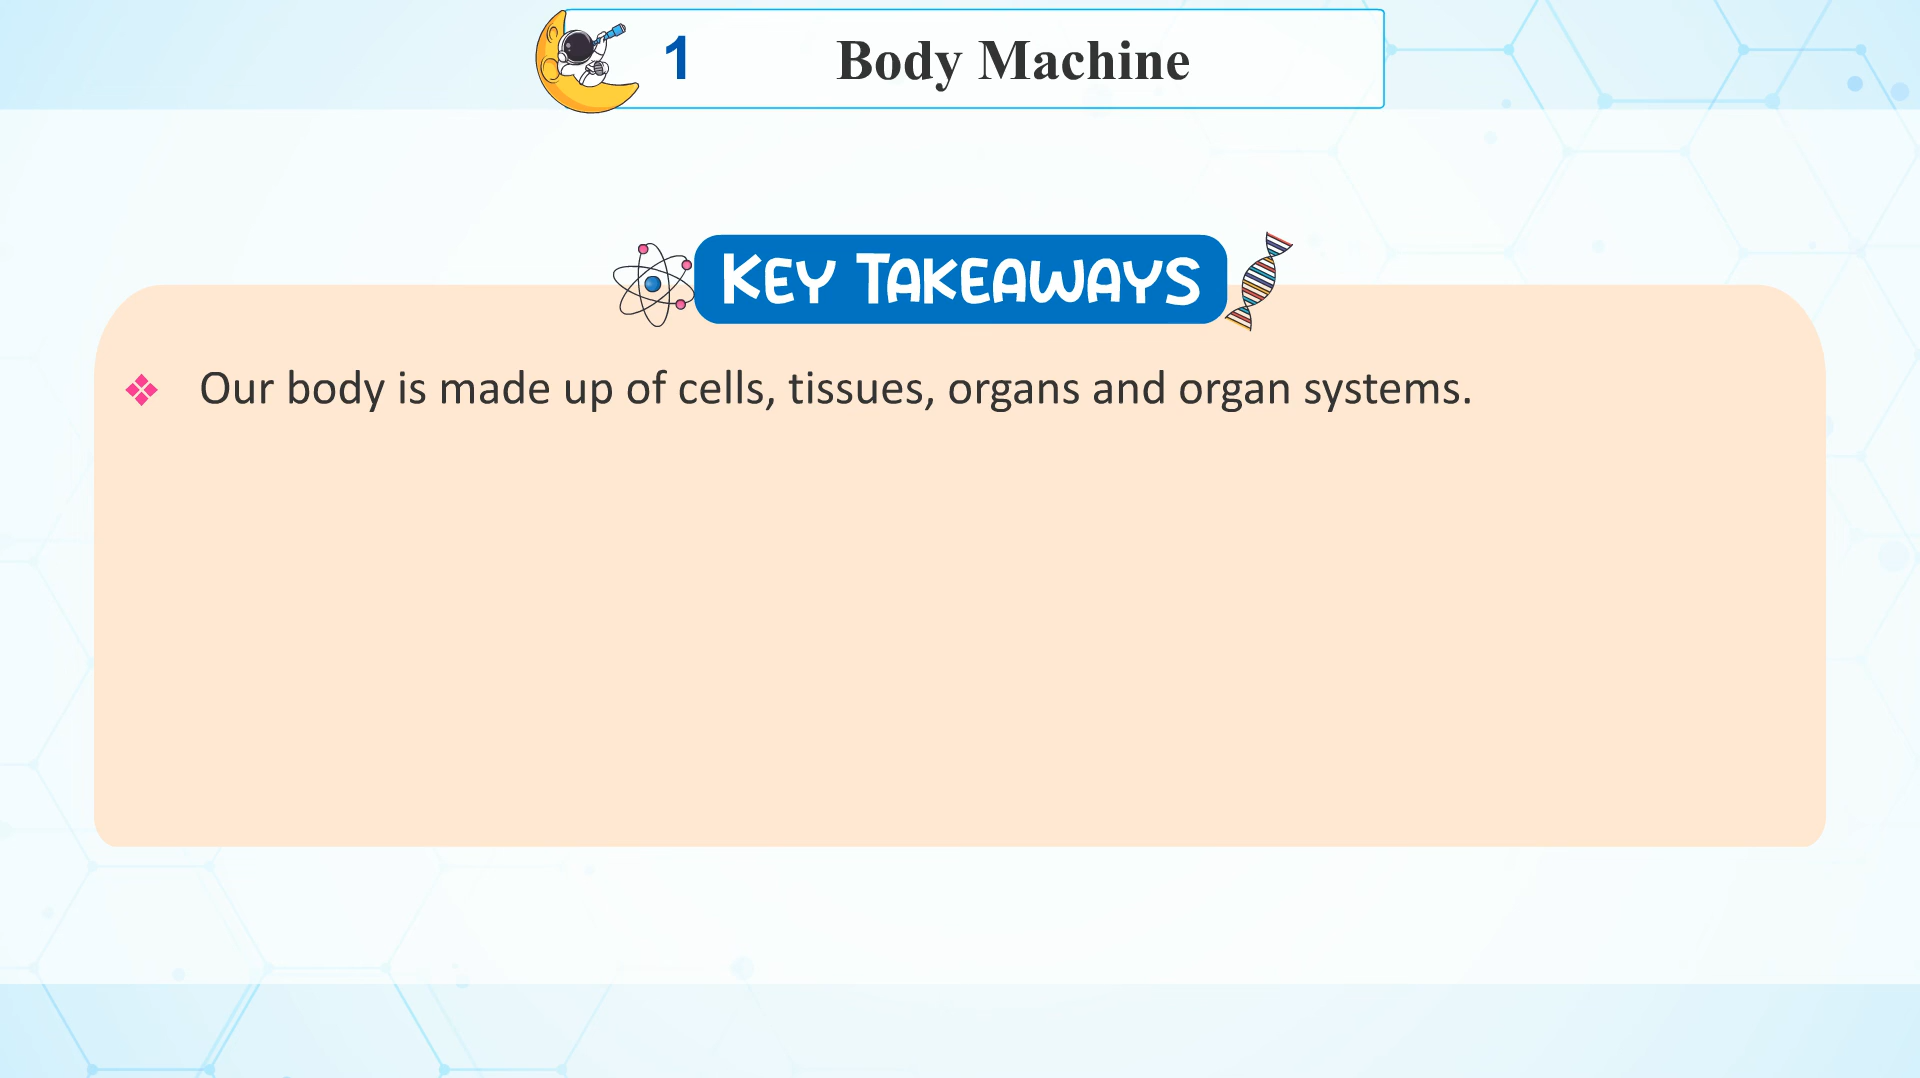 1 Body Machine
KEY TAKEAWAYS
❖ Our body is made up of cells, tissues, organs and organ systems.